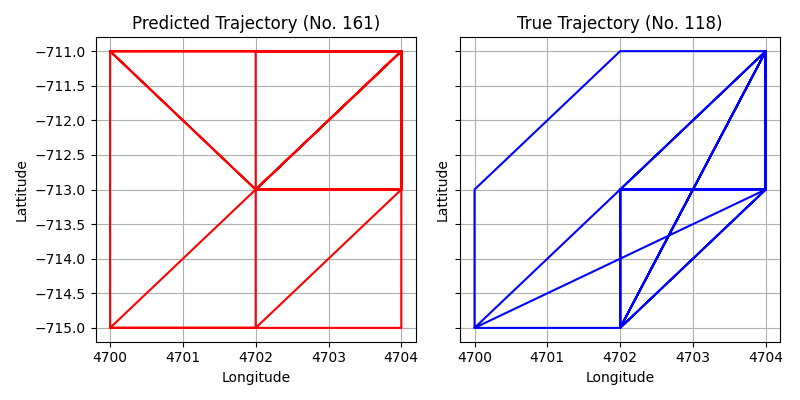 Predicted Trajectory (No. 161)
True Trajectory (No. 118)
Lattitude
−711.0
−711.5
−712.0
−712.5
−713.0
−713.5
−714.0
−714.5
−715.0
4700 4701 4702 4703 4704
Longitude
Lattitude
4700 4701 4702 4703 4704
Longitude